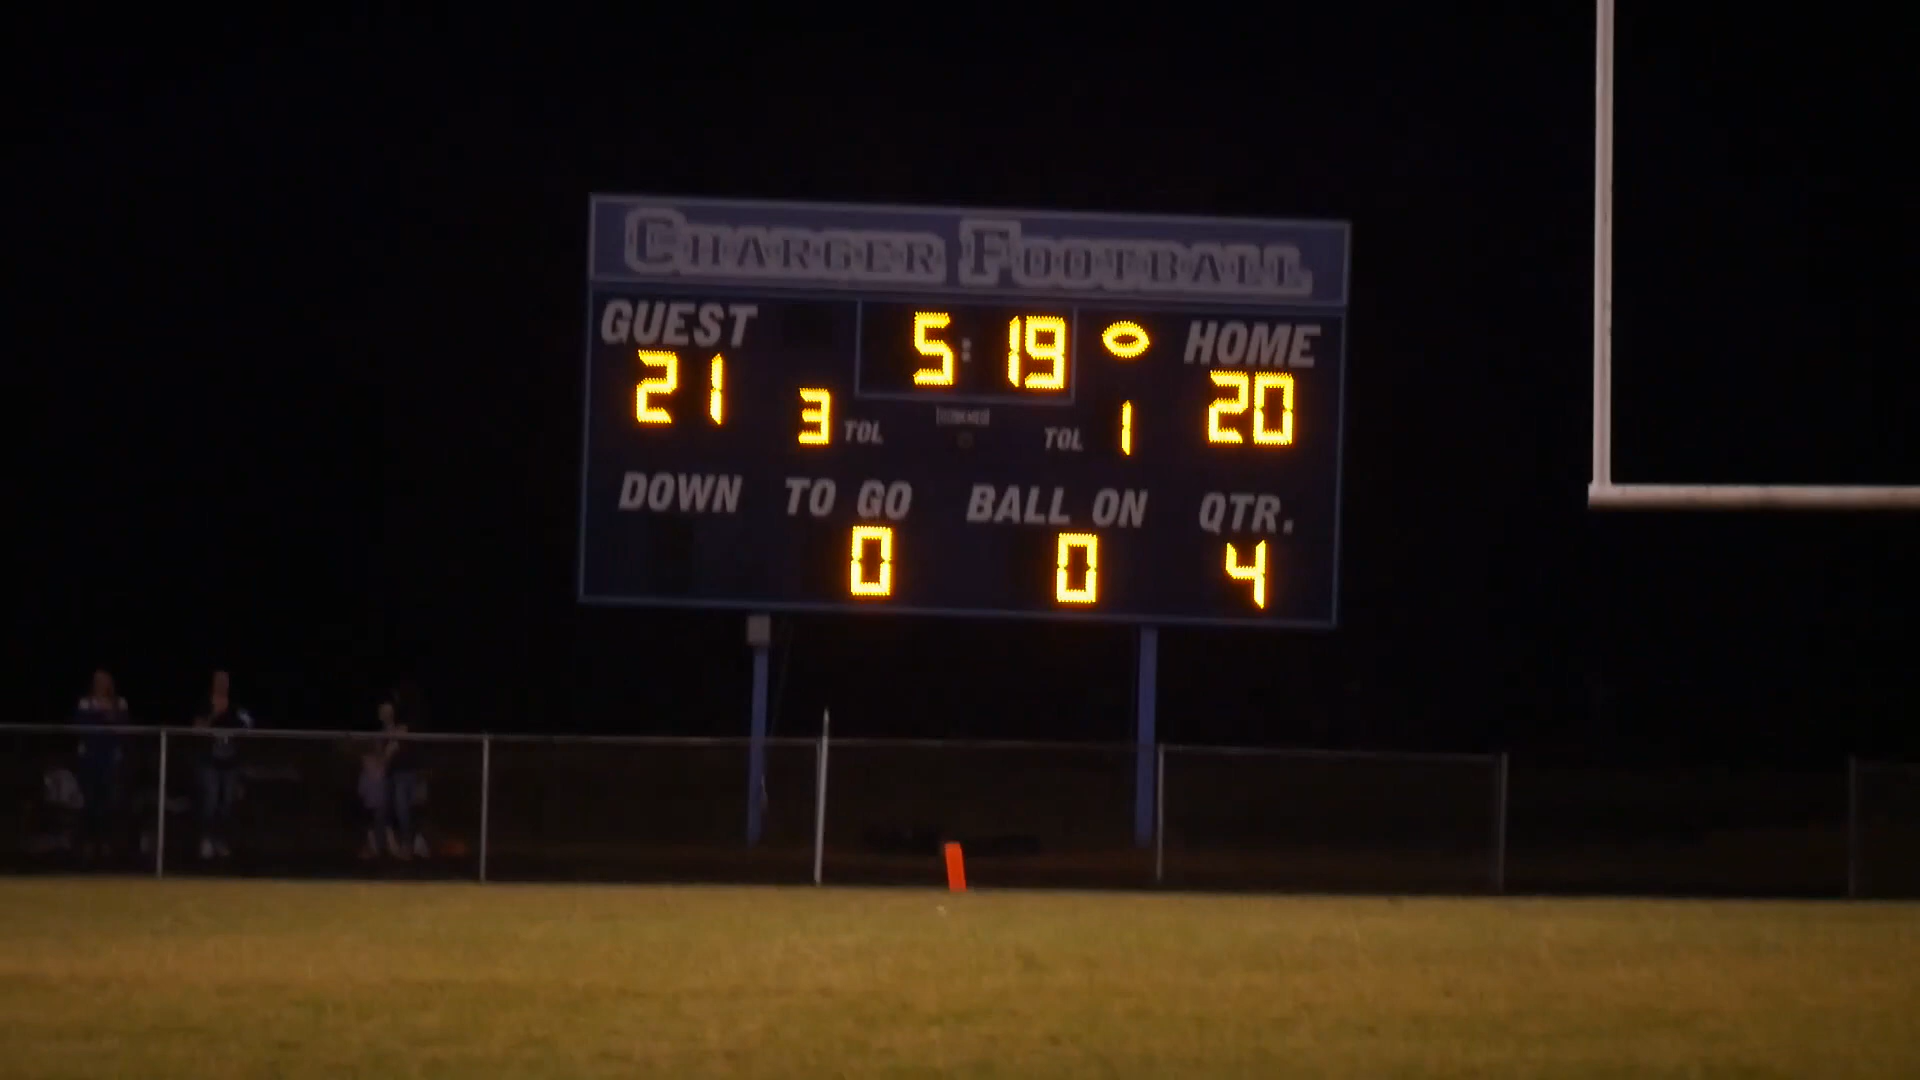 CHARGER FOOTBALL
GUEST 5:19 HOME
21 3 TOL TOL 1 20
DOWN TO GO BALL ON QTR.
0 0 4